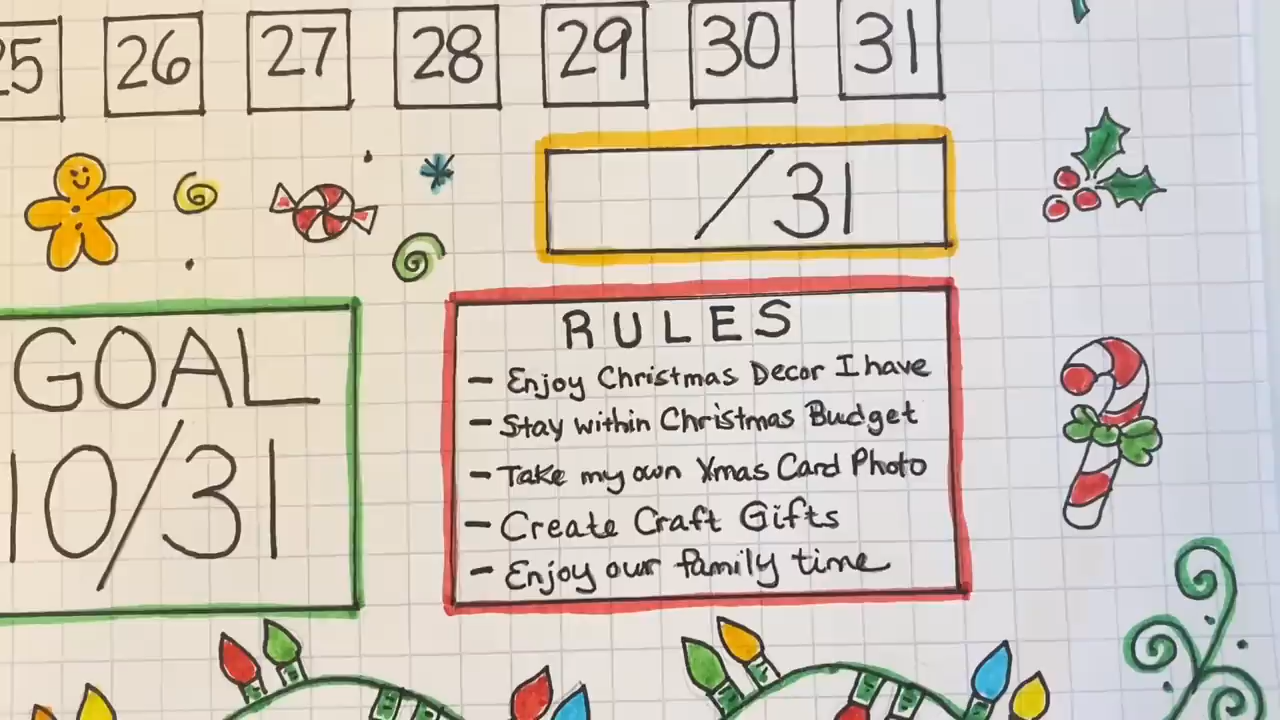 25 26 27 28 29 30 31
/31
GOAL
10/31
RULES
- Enjoy Christmas Decor I have
- Stay within Christmas Budget
- Take my own Xmas Card Photo
- Create Craft Gifts
- Enjoy our family time